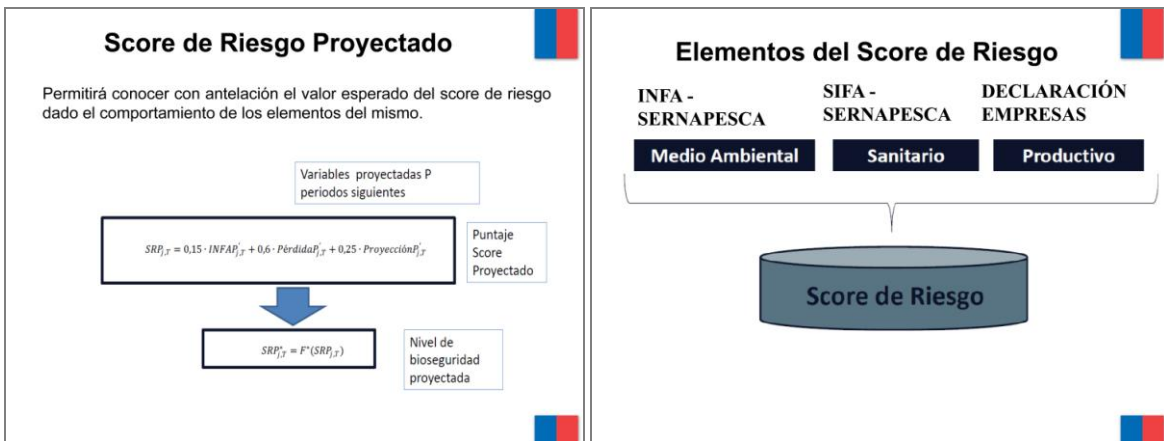 Score de Riesgo Proyectado
Permitirá conocer con antelación el valor esperado del score de riesgo
dado el comportamiento de los elementos del mismo.
Variables proyectadas P
periodos siguientes
SRP_{j,T} = 0,15 · INFAP'_{j,T} + 0,6 · PérdidaP'_{j,T} + 0,25 · ProyecciónP'_{j,T}
Puntaje
Score
Proyectado
SRP*_{j,T} = F*(SRP_{j,T})
Nivel de
bioseguridad
proyectada
Elementos del Score de Riesgo
INFA -
SERNAPESCA
SIFA -
SERNAPESCA
DECLARACIÓN
EMPRESAS
Medio Ambiental
Sanitario
Productivo
Score de Riesgo